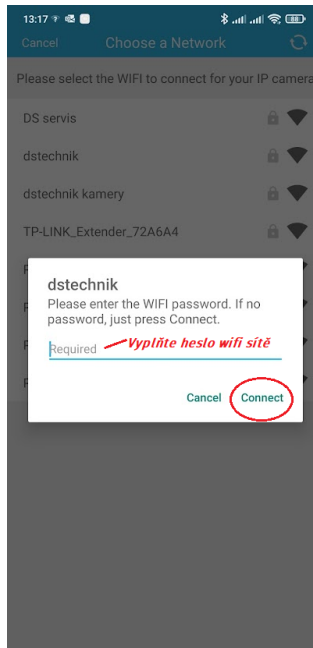 13:17
Cancel Choose a Network
Please select the WIFI to connect for your IP camera
DS servis
dstechnik
dstechnik kamery
TP-LINK_Extender_72A6A4
dstechnik
Please enter the WIFI password. If no
password, just press Connect.
Required Vyplňte heslo wifi sítě
Cancel Connect